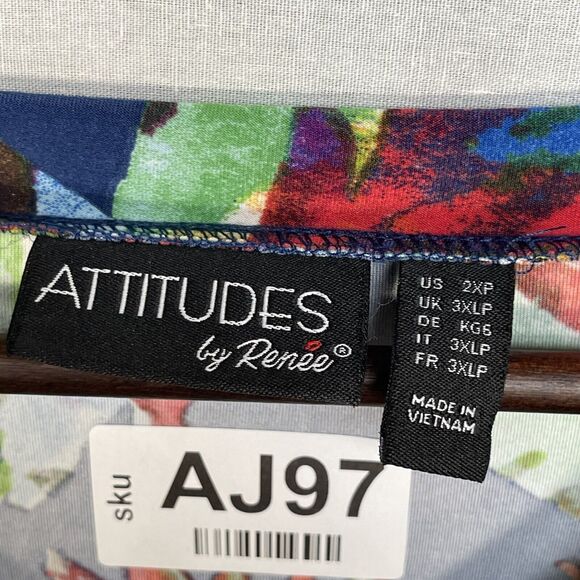 ATTITUDES
by Renée®
US 2XP
UK 3XLP
DE KG6
IT 3XLP
FR 3XLP
MADE IN
VIETNAM
sku
AJ97